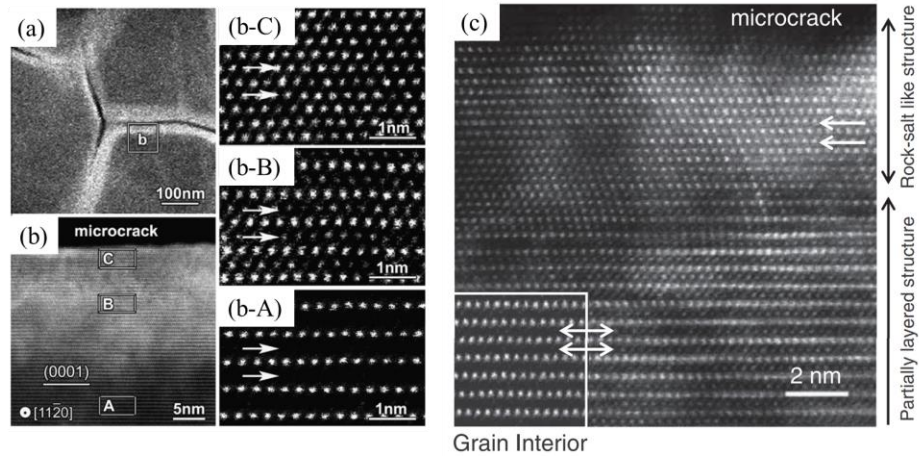 (a)
b
100nm
(b)
microcrack
C
B
A
(0001)
[112̅0]
5nm
(b-C)
1nm
(b-B)
1nm
(b-A)
1nm
(c)
microcrack
2 nm
Grain Interior
Rock-salt like structure
Partially layered structure